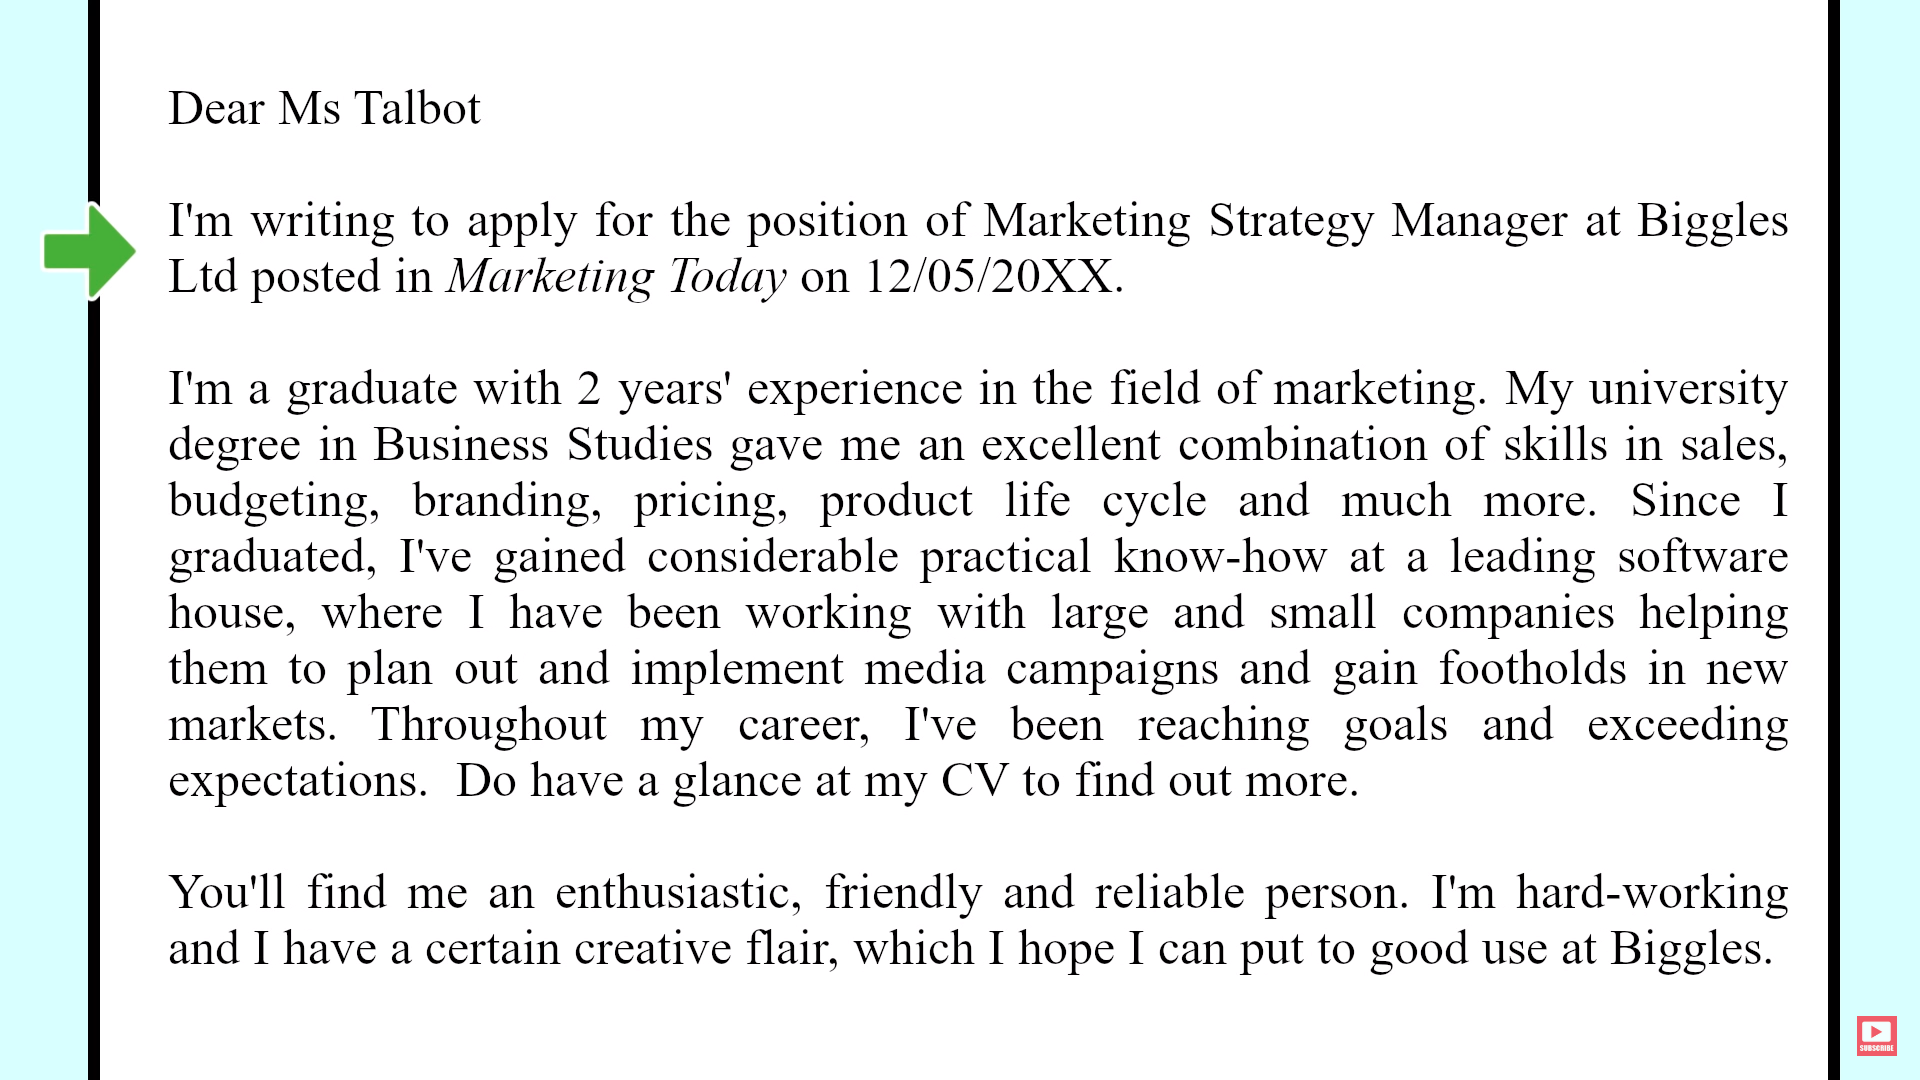 Dear Ms Talbot
I'm writing to apply for the position of Marketing Strategy Manager at Biggles
Ltd posted in Marketing Today on 12/05/20XX.
I'm a graduate with 2 years' experience in the field of marketing. My university
degree in Business Studies gave me an excellent combination of skills in sales,
budgeting, branding, pricing, product life cycle and much more. Since I
graduated, I've gained considerable practical know-how at a leading software
house, where I have been working with large and small companies helping
them to plan out and implement media campaigns and gain footholds in new
markets. Throughout my career, I've been reaching goals and exceeding
expectations.  Do have a glance at my CV to find out more.
You'll find me an enthusiastic, friendly and reliable person. I'm hard-working
and I have a certain creative flair, which I hope I can put to good use at Biggles.
SUBSCRIBE